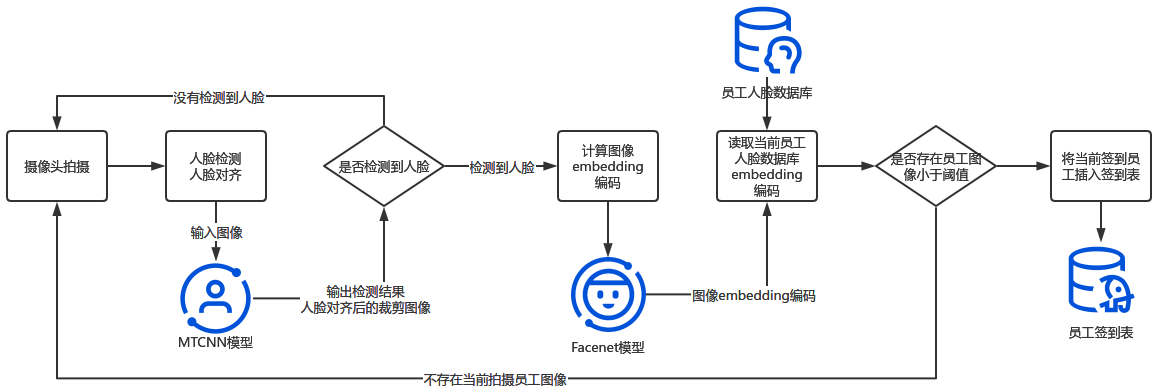 员工人脸数据库
没有检测到人脸
摄像头拍摄
人脸检测
人脸对齐
是否检测到人脸
检测到人脸
计算图像
embedding
编码
读取当前员工
人脸数据库
embedding
编码
是否存在员工图
像小于阈值
将当前签到员
工插入签到表
输入图像
输出检测结果
人脸对齐后的裁剪图像
图像embedding编码
MTCNN模型
Facenet模型
员工签到表
不存在当前拍摄员工图像